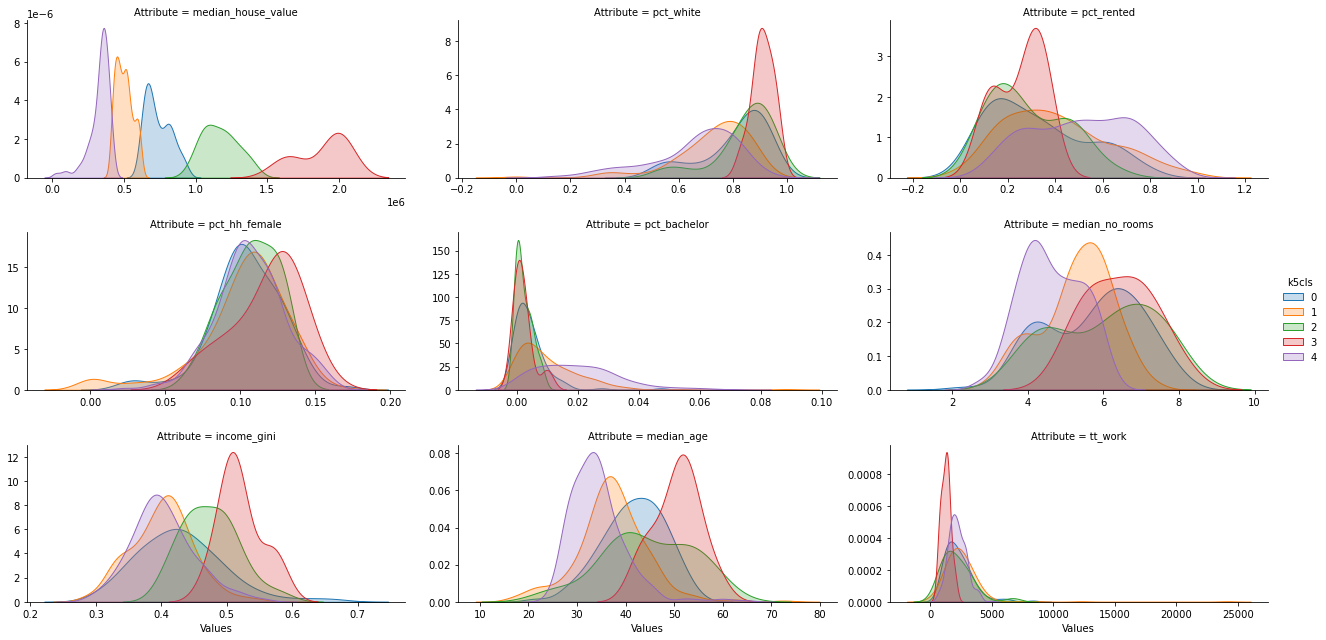 Attribute = median_house_value
1e−6
8
6
4
2
0
0.0 0.5 1.0 1.5 2.0
1e6
Attribute = pct_white
8
6
4
2
0
−0.2 0.0 0.2 0.4 0.6 0.8 1.0
Attribute = pct_rented
3
2
1
0
−0.2 0.0 0.2 0.4 0.6 0.8 1.0 1.2
Attribute = pct_hh_female
15
10
5
0
0.00 0.05 0.10 0.15 0.20
Attribute = pct_bachelor
150
125
100
75
50
25
0
0.00 0.02 0.04 0.06 0.08 0.10
Attribute = median_no_rooms
0.4
0.3
0.2
0.1
0.0
2 4 6 8 10
k5cls
0
1
2
3
4
Attribute = income_gini
12
10
8
6
4
2
0
0.2 0.3 0.4 0.5 0.6 0.7
Values
Attribute = median_age
0.08
0.06
0.04
0.02
0.00
10 20 30 40 50 60 70 80
Values
Attribute = tt_work
0.0008
0.0006
0.0004
0.0002
0.0000
0 5000 10000 15000 20000 25000
Values